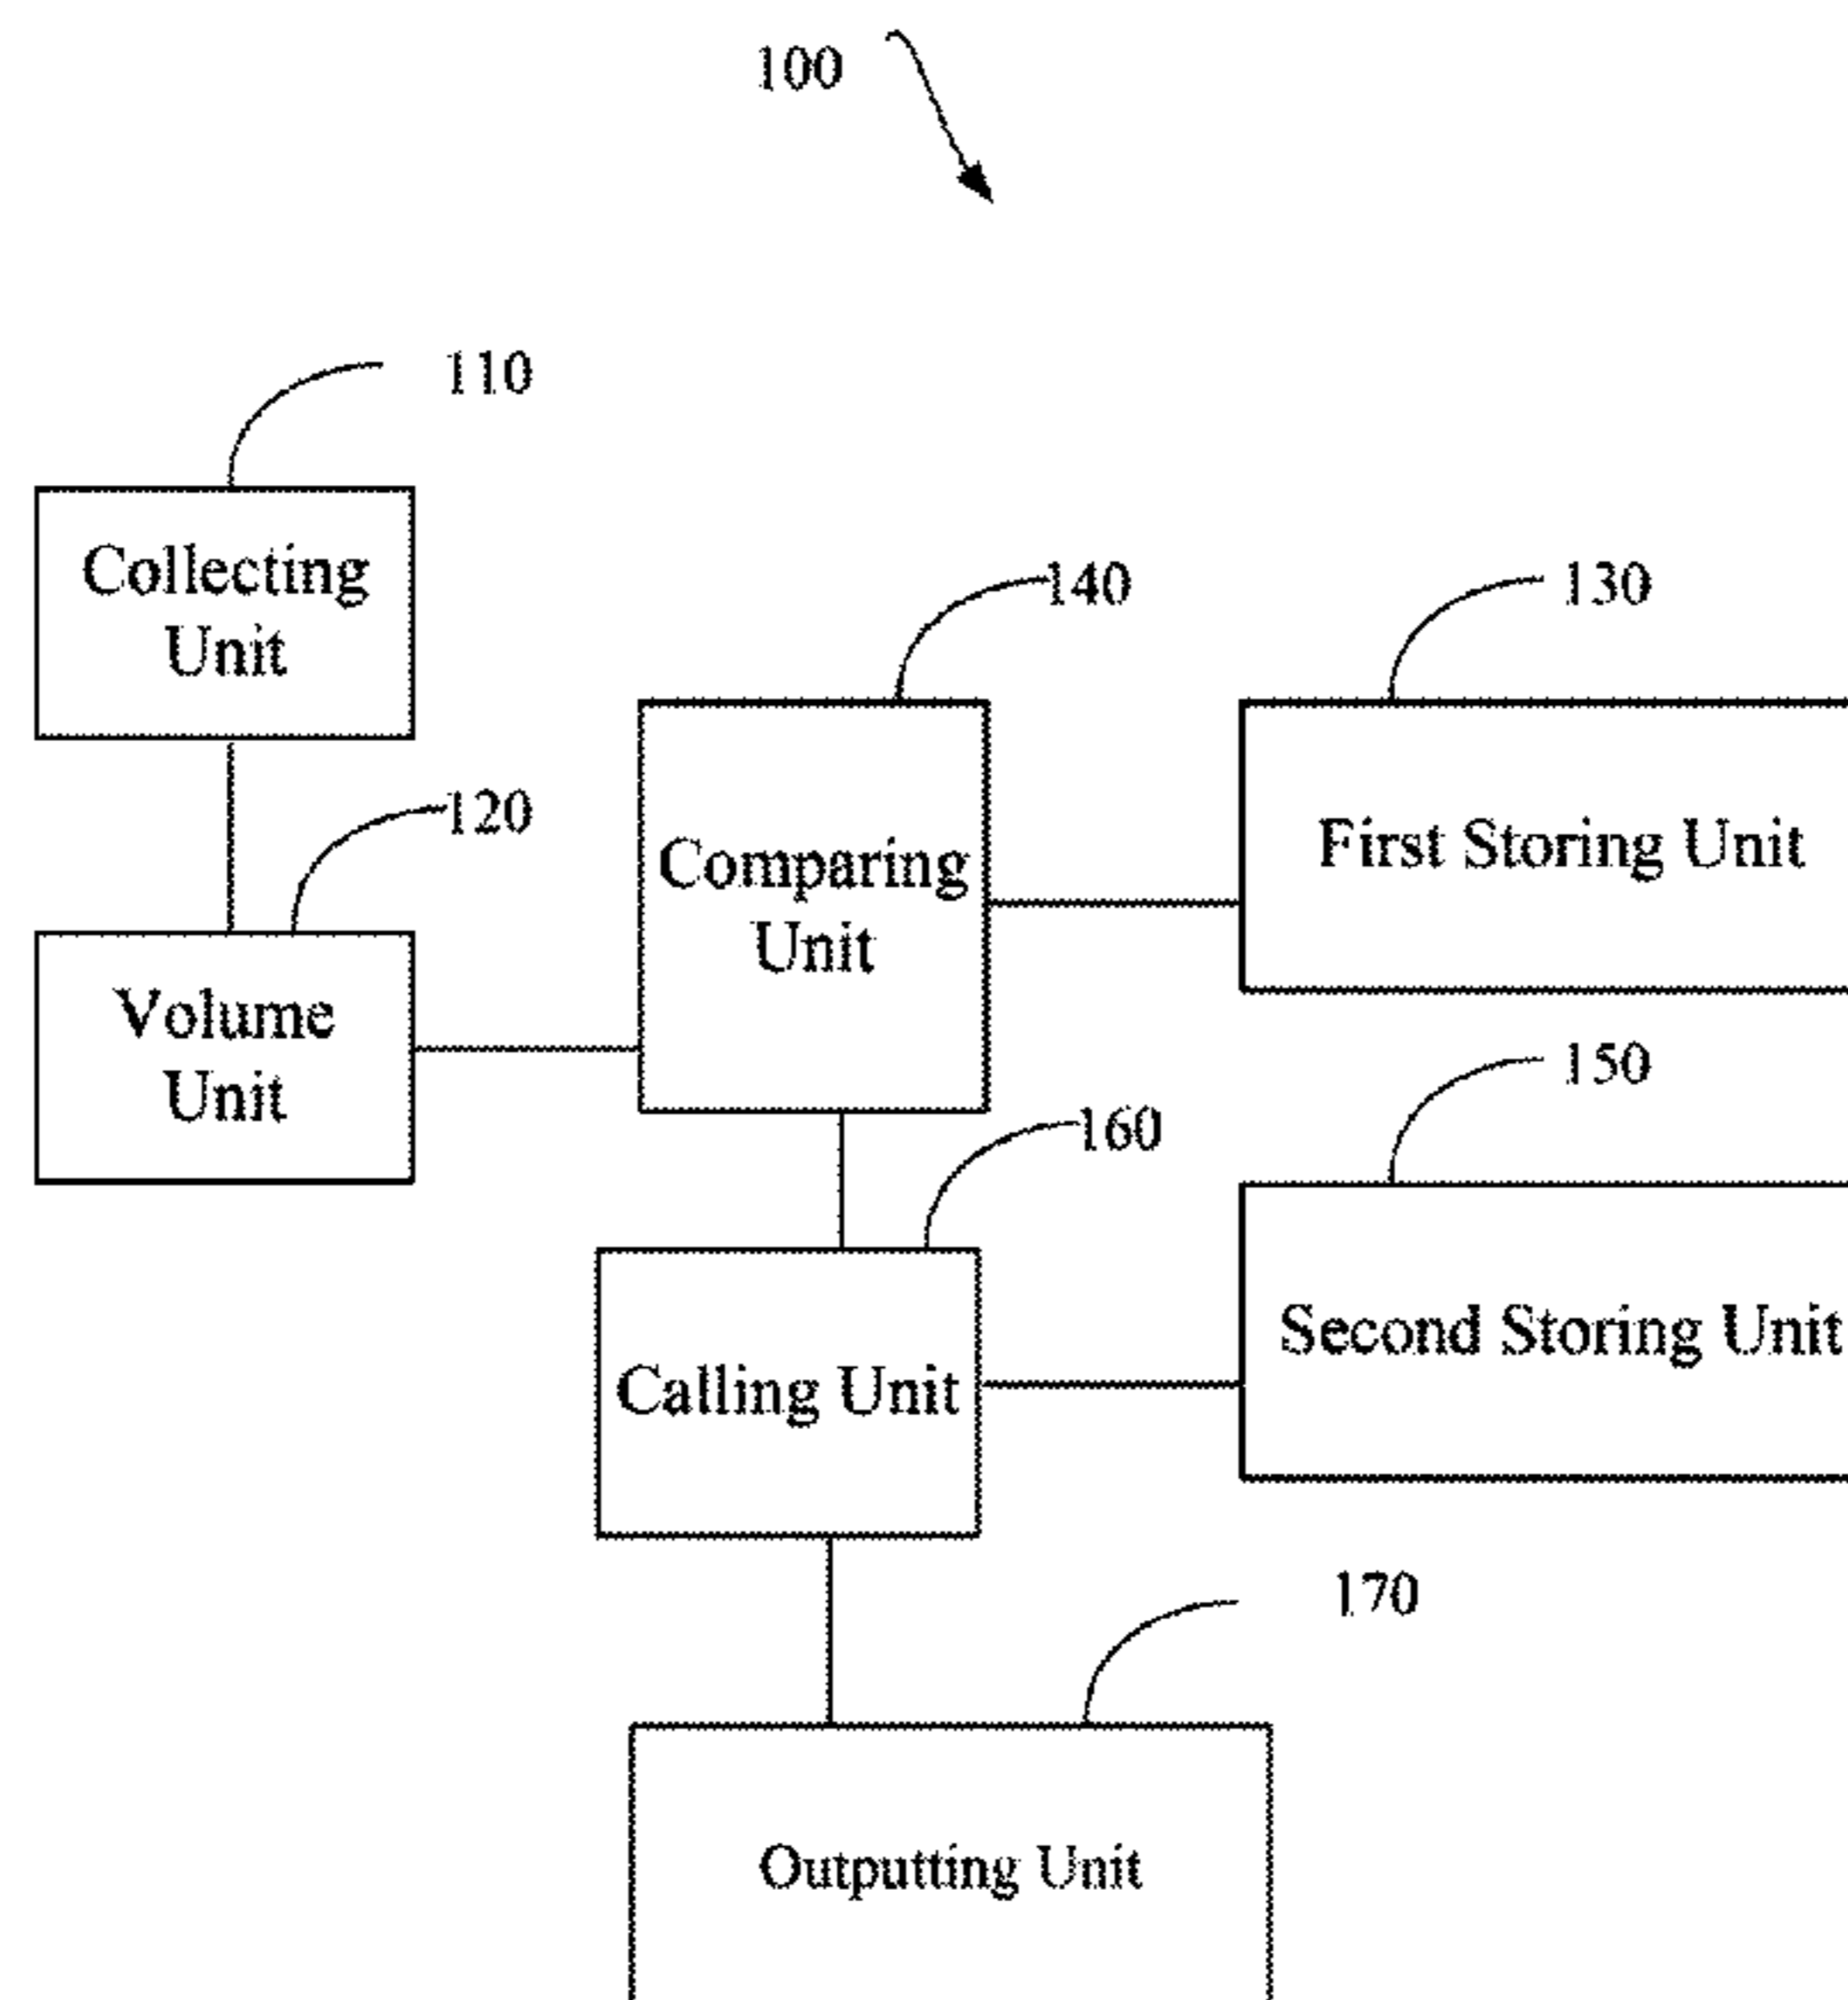 100
110
Collecting
Unit
140
130
120
Comparing
Unit
First Storing Unit
Volume
Unit
150
160
Second Storing Unit
Calling Unit
170
Outputting Unit